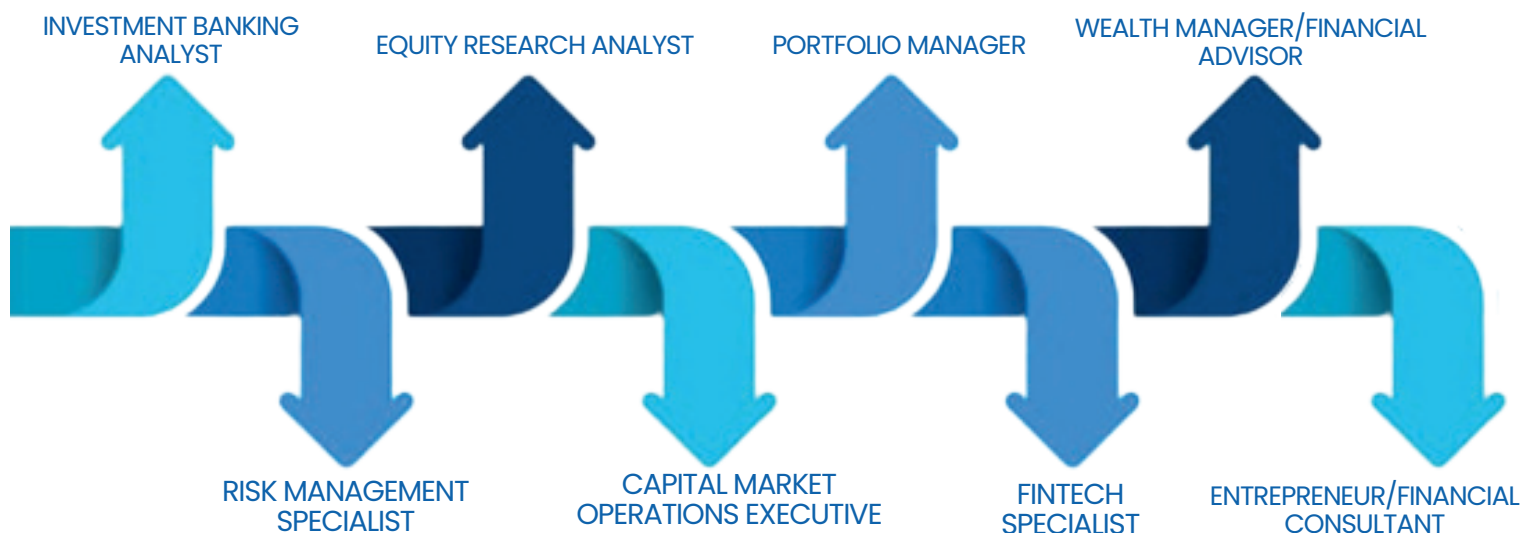 INVESTMENT BANKING
ANALYST
EQUITY RESEARCH ANALYST
PORTFOLIO MANAGER
WEALTH MANAGER/FINANCIAL
ADVISOR
RISK MANAGEMENT
SPECIALIST
CAPITAL MARKET
OPERATIONS EXECUTIVE
FINTECH
SPECIALIST
ENTREPRENEUR/FINANCIAL
CONSULTANT